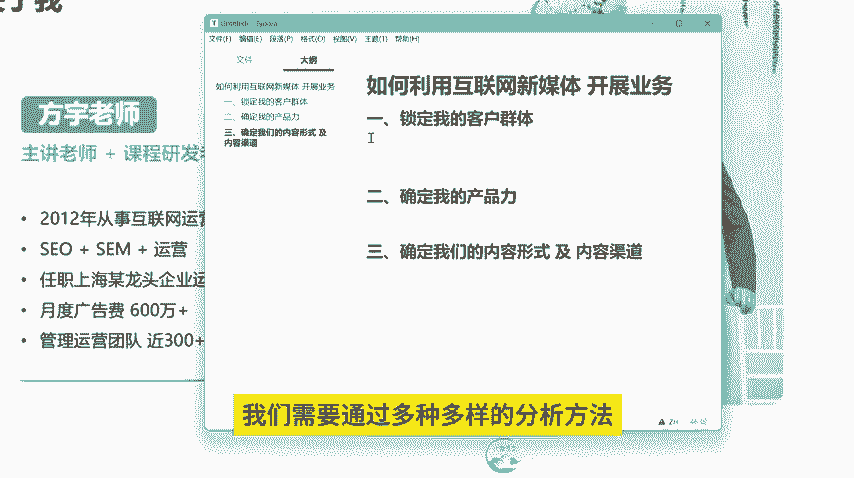 方宇老师
主讲老师 + 课程研发
• 2012年从事互联网运营
• SEO + SEM + 运营
• 任职上海某龙头企业运
• 月度广告费 600万+
• 管理运营团队 近300+
文件(F) 编辑(E) 段落(P) 格式(O) 视图(V) 主题(T) 帮助(H)
文件 大纲
如何利用互联网新媒体 开展业务
一、锁定我的客户群体
二、确定我的产品力
三、确定我们的内容形式 及
内容渠道
如何利用互联网新媒体 开展业务
一、锁定我的客户群体
二、确定我的产品力
三、确定我们的内容形式 及 内容渠道
我们需要通过多种多样的分析方法